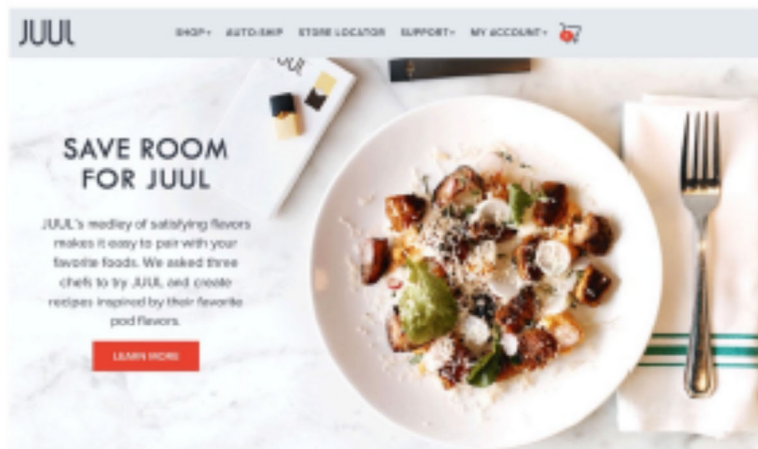 JUUL
SHOP AUTO-SHIP STORE LOCATOR SUPPORT MY ACCOUNT
JUUL
SAVE ROOM
FOR JUUL
JUUL's medley of satisfying flavors
makes it easy to pair with your
favorite foods. We asked three
chefs to try JUUL and create
recipes inspired by their favorite
pod flavors.
LEARN MORE